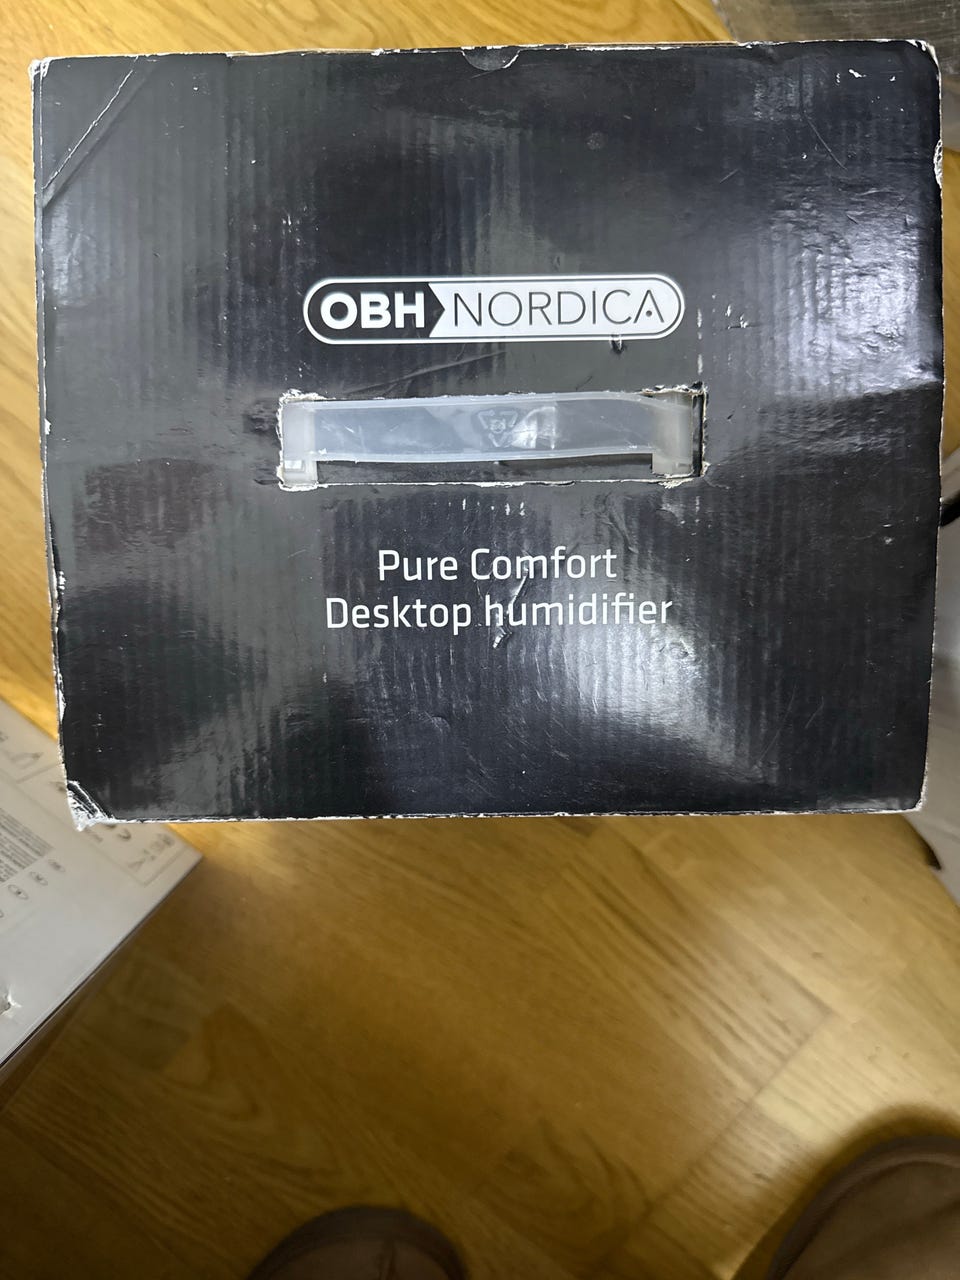 OBH NORDICA
Pure Comfort
Desktop humidifier